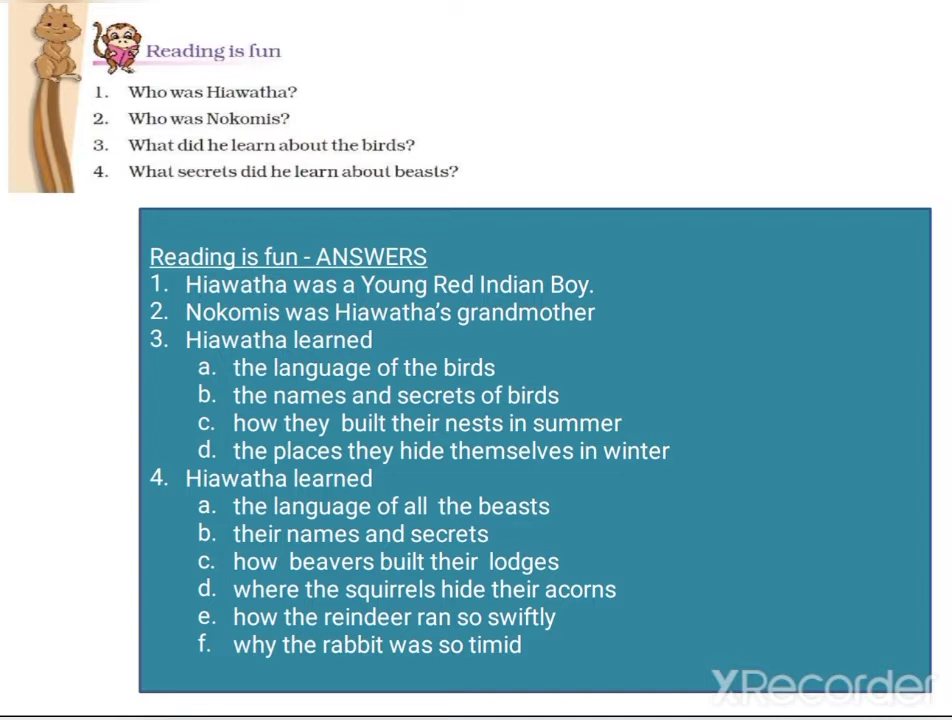 Reading is fun
1. Who was Hiawatha?
2. Who was Nokomis?
3. What did he learn about the birds?
4. What secrets did he learn about beasts?
Reading is fun - ANSWERS
1. Hiawatha was a Young Red Indian Boy.
2. Nokomis was Hiawatha's grandmother
3. Hiawatha learned
a. the language of the birds
b. the names and secrets of birds
c. how they built their nests in summer
d. the places they hide themselves in winter
4. Hiawatha learned
a. the language of all the beasts
b. their names and secrets
c. how beavers built their lodges
d. where the squirrels hide their acorns
e. how the reindeer ran so swiftly
f. why the rabbit was so timid
XRecorder